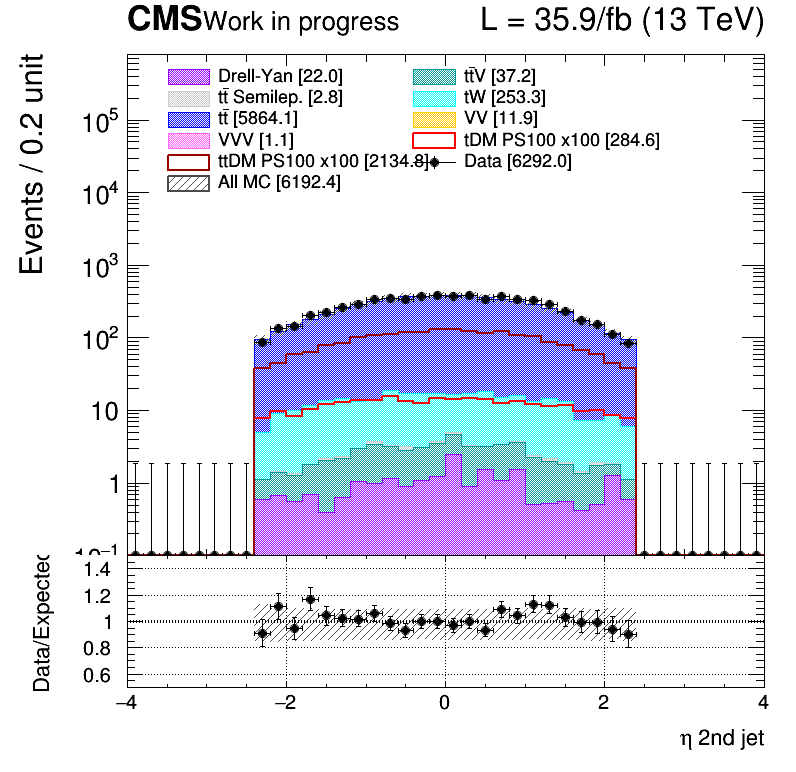 CMS Work in progress L = 35.9/fb (13 TeV)
Events / 0.2 unit
Drell-Yan [22.0] tt̄V [37.2]
tt̄ Semilep. [2.8] tW [253.3]
tt̄ [5864.1] VV [11.9]
VVV [1.1] tDM PS100 x100 [284.6]
ttDM PS100 x100 [2134.8] Data [6292.0]
All MC [6192.4]
10⁵
10⁴
10³
10²
10
1
10⁻¹
Data/Expected
1.4
1.2
1
0.8
0.6
−4 −2 0 2 4
η 2nd jet